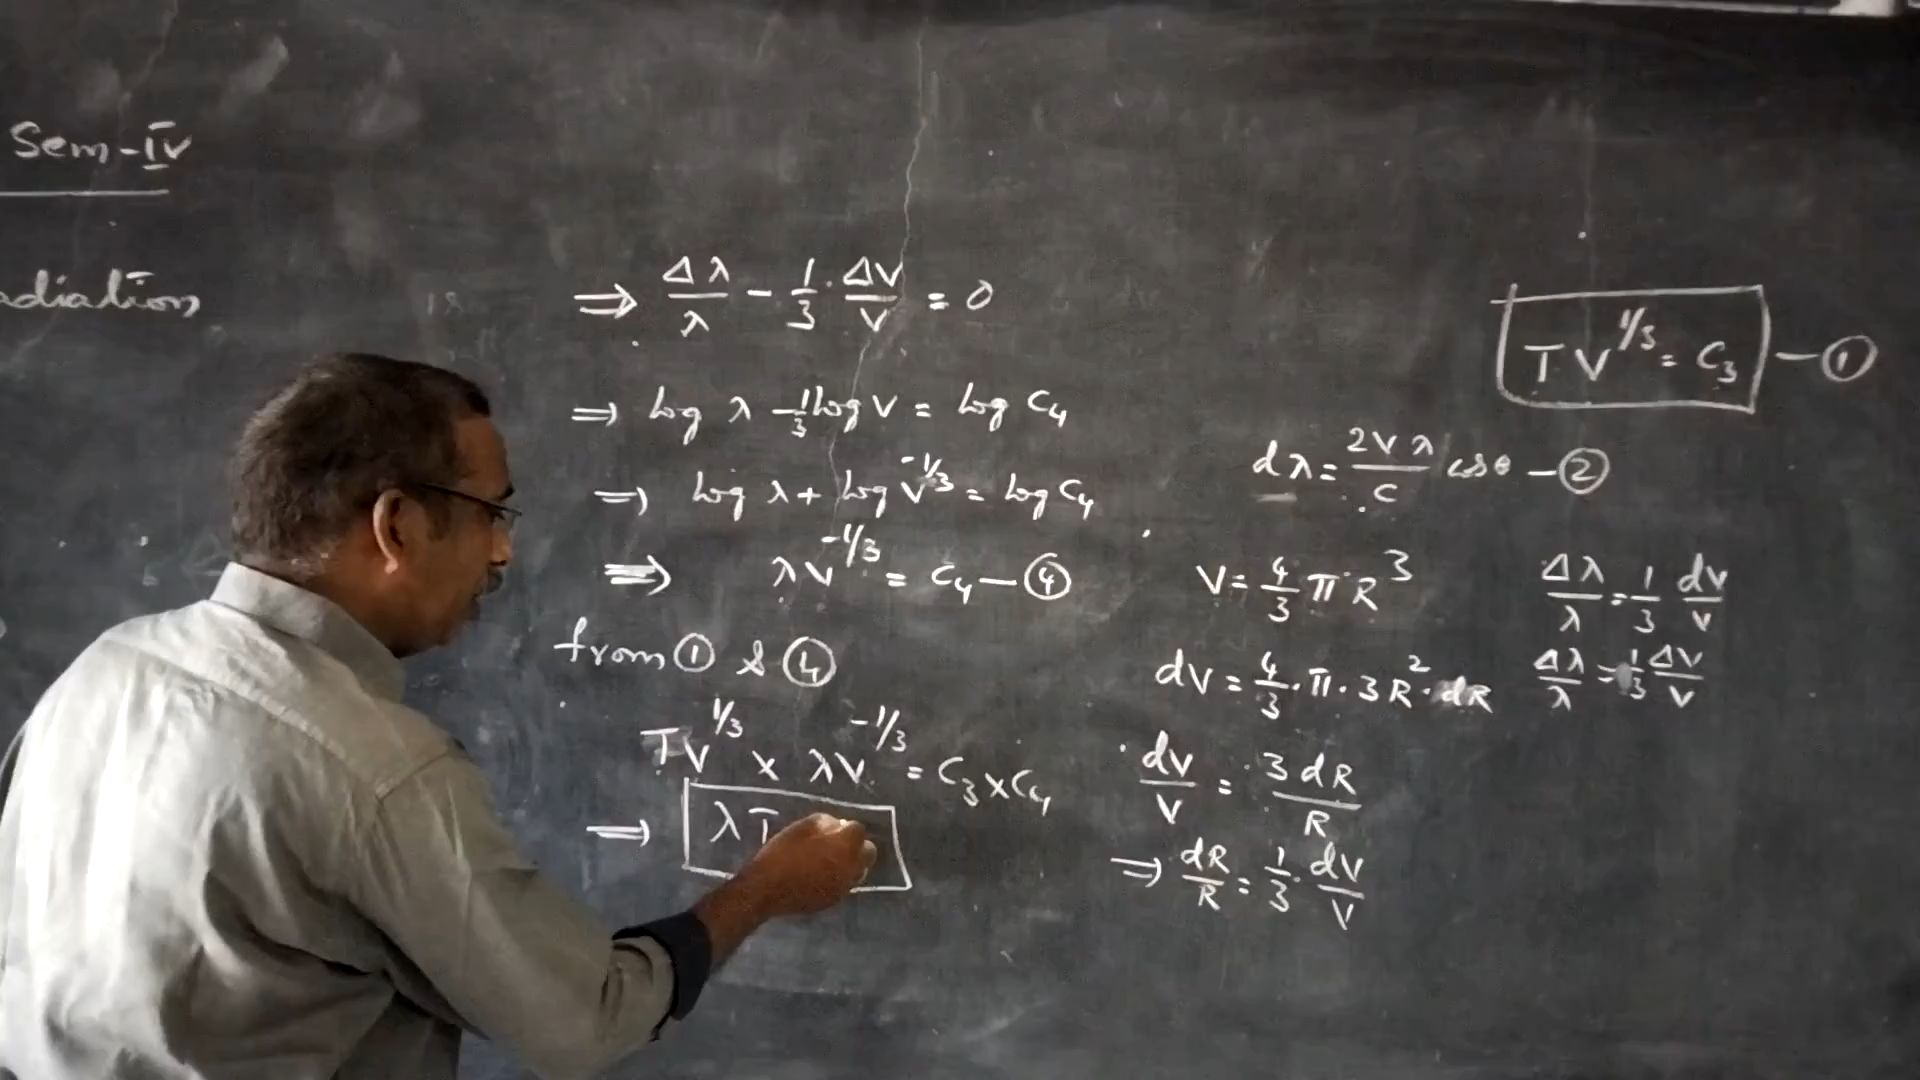 Sem-IV
adiation
⇒ Δλ/λ - 1/3 · ΔV/V = 0
⇒ log λ - 1/3 log V = log C₄
⇒ log λ + log V^-1/3 = log C₄
⇒ λV^-1/3 = C₄ — ④
from ① & ④
TV^1/3 × λV^-1/3 = C₃ × C₄
⇒ λT
TV^1/3 = C₃ — ①
dλ = 2Vλ/C cosθ — ②
V = 4/3 π R³
dV = 4/3 · π · 3R² · dR
dV/V = 3dR/R
⇒ dR/R = 1/3 · dV/V
Δλ/λ = 1/3 dV/V
Δλ/λ = 1/3 ΔV/V